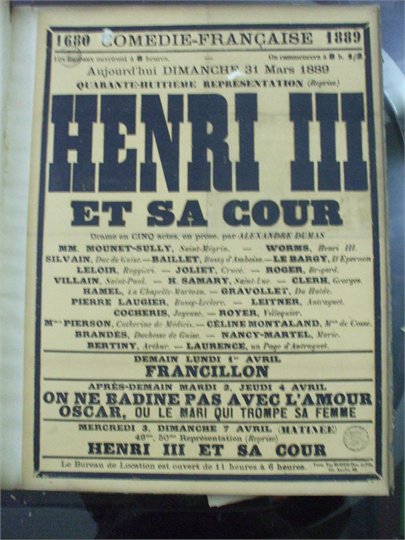 1680 COMEDIE-FRANÇAISE 1889
Les Bureaux ouvriront à 8 heures. — On commencera à 8 h. 1/2
Aujourd'hui DIMANCHE 31 Mars 1889
QUARANTE-HUITIÈME REPRÉSENTATION (Reprise)
HENRI III
ET SA COUR
Drame en CINQ actes, en prose, par ALEXANDRE DUMAS
MM. MOUNET-SULLY, Saint-Mégrin. — WORMS, Henri III.
SILVAIN, Duc de Guise. — BAILLET, Bussy d'Amboise. — LE BARGY, D'Epernon
LELOIR, Ruggieri. — JOLIET, Crucé. — ROGER, Brigard.
VILLAIN, Saint-Paul. — H. SAMARY, Saint-Luc — CLERH, Georges.
HAMEL, La Chapelle-Marteau. — GRAVOLLET, Du Halde.
PIERRE LAUGIER, Bussy-Leclerc. — LEITNER, Antraguet.
COCHERIS, Joyeuse. — ROYER, Villequier.
Mmes PIERSON, Catherine de Médicis. — CÉLINE MONTALAND, Mme de Cosse.
BRANDÈS, Duchesse de Guise. — NANCY-MARTEL, Marie.
BERTINY, Arthur. — LAURENCE, un Page d'Antraguet.
DEMAIN LUNDI 1er AVRIL
FRANCILLON
APRÈS-DEMAIN MARDI 2, JEUDI 4 AVRIL
ON NE BADINE PAS AVEC L'AMOUR
OSCAR, OU LE MARI QUI TROMPE SA FEMME
MERCREDI 3, DIMANCHE 7 AVRIL (MATINÉE)
49me, 50me Représentation (Reprise)
HENRI III ET SA COUR
Le Bureau de Location est ouvert de 11 heures à 6 heures.